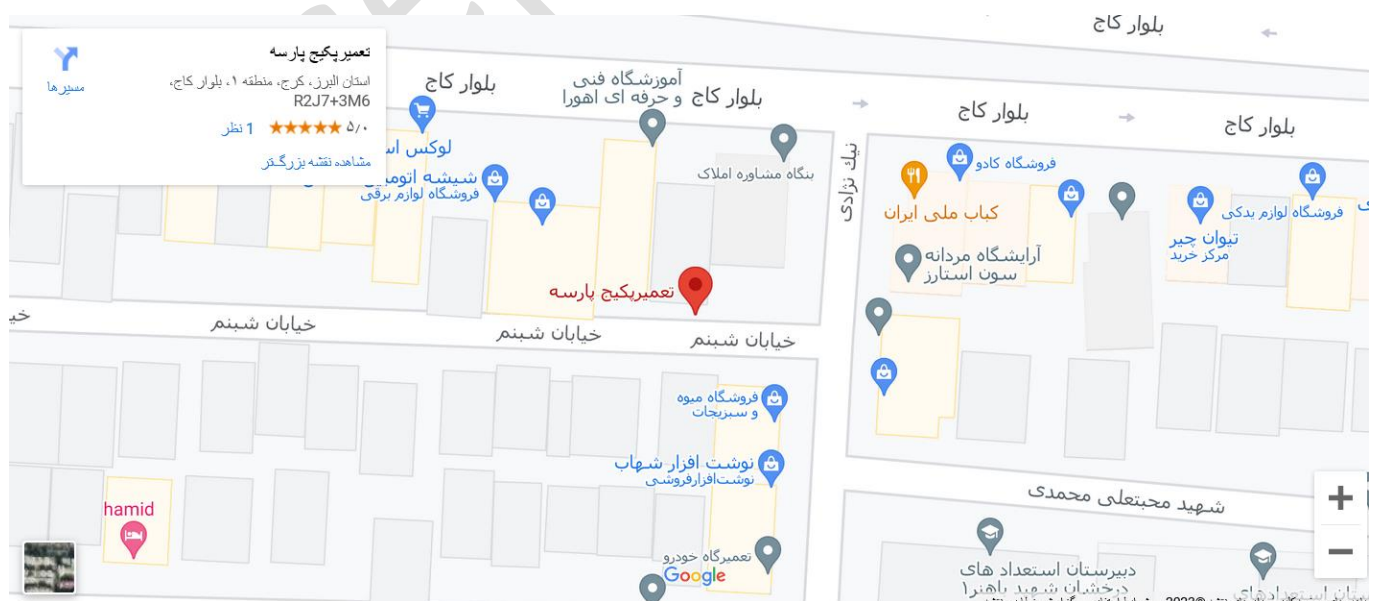 بلوار کاج
تعمیر پکیج پارسه
استان البرز، کرج، منطقه ۱، بلوار کاج،
R2J7+3M6
۵٫۰
1 نظر
مشاهده نقشه بزرگ‌تر
مسیرها
بلوار کاج
آموزشگاه فنی
و حرفه ای اهورا
بلوار کاج
بلوار کاج
بلوار کاج
لوکس
شیشه
فروشگاه لوازم برقی
بنگاه مشاوره املاک
نیك نژادی
فروشگاه کادو
کباب ملی ایران
فروشگاه لوازم یدکی
تیوان چیر
مرکز خرید
آرایشگاه مردانه
سون استارز
تعمیرپکیج پارسه
خیابان شبنم
خیابان شبنم
خیابان شبنم
فروشگاه میوه
و سبزیجات
نوشت افزار شهاب
نوشت‌افزارفروشی
شهید محبتعلی محمدی
hamid
تعمیرگاه خودرو
Google
دبیرستان استعداد های
درخشان شهید باهنر۱